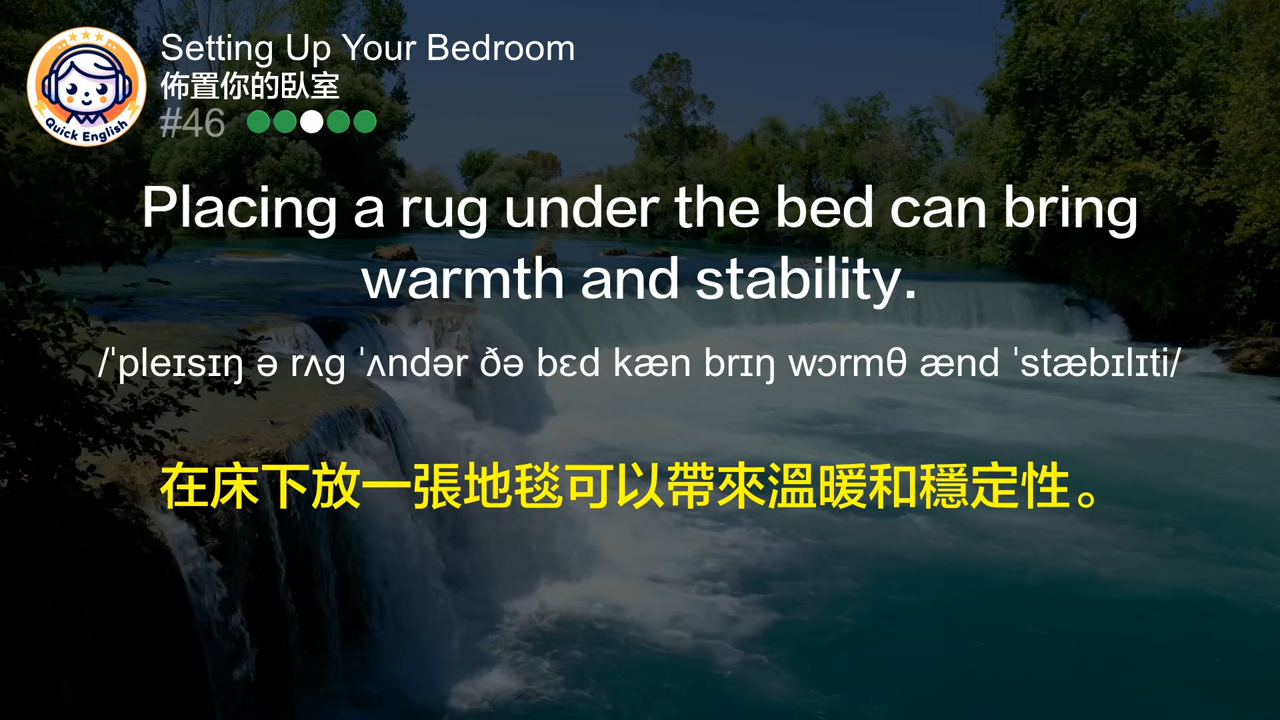 Setting Up Your Bedroom
佈置你的臥室
#46
Quick English
Placing a rug under the bed can bring
warmth and stability.
/ˈpleɪsɪŋ ə rʌg ˈʌndər ðə bɛd kæn brɪŋ wɔrmθ ænd ˈstæbɪlɪti/
在床下放一張地毯可以帶來溫暖和穩定性。